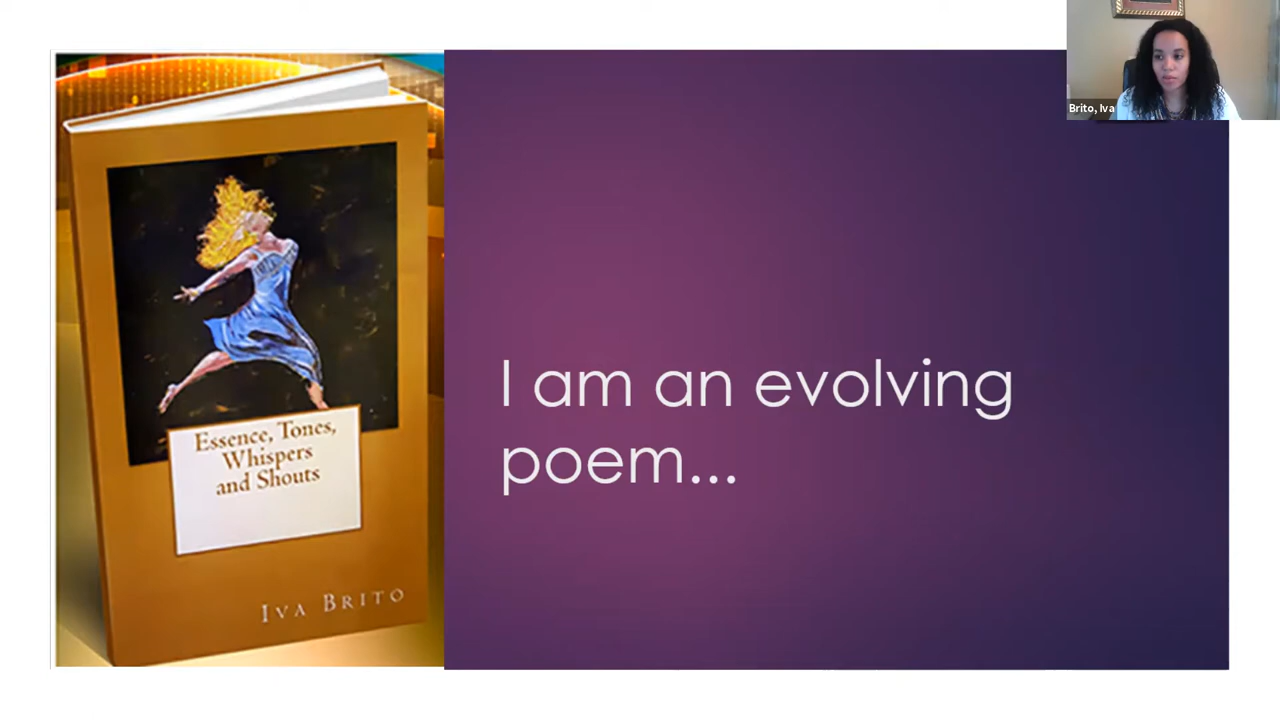 Essence, Tones,
Whispers
and Shouts
Iva Brito
I am an evolving
poem...
Brito, Iva